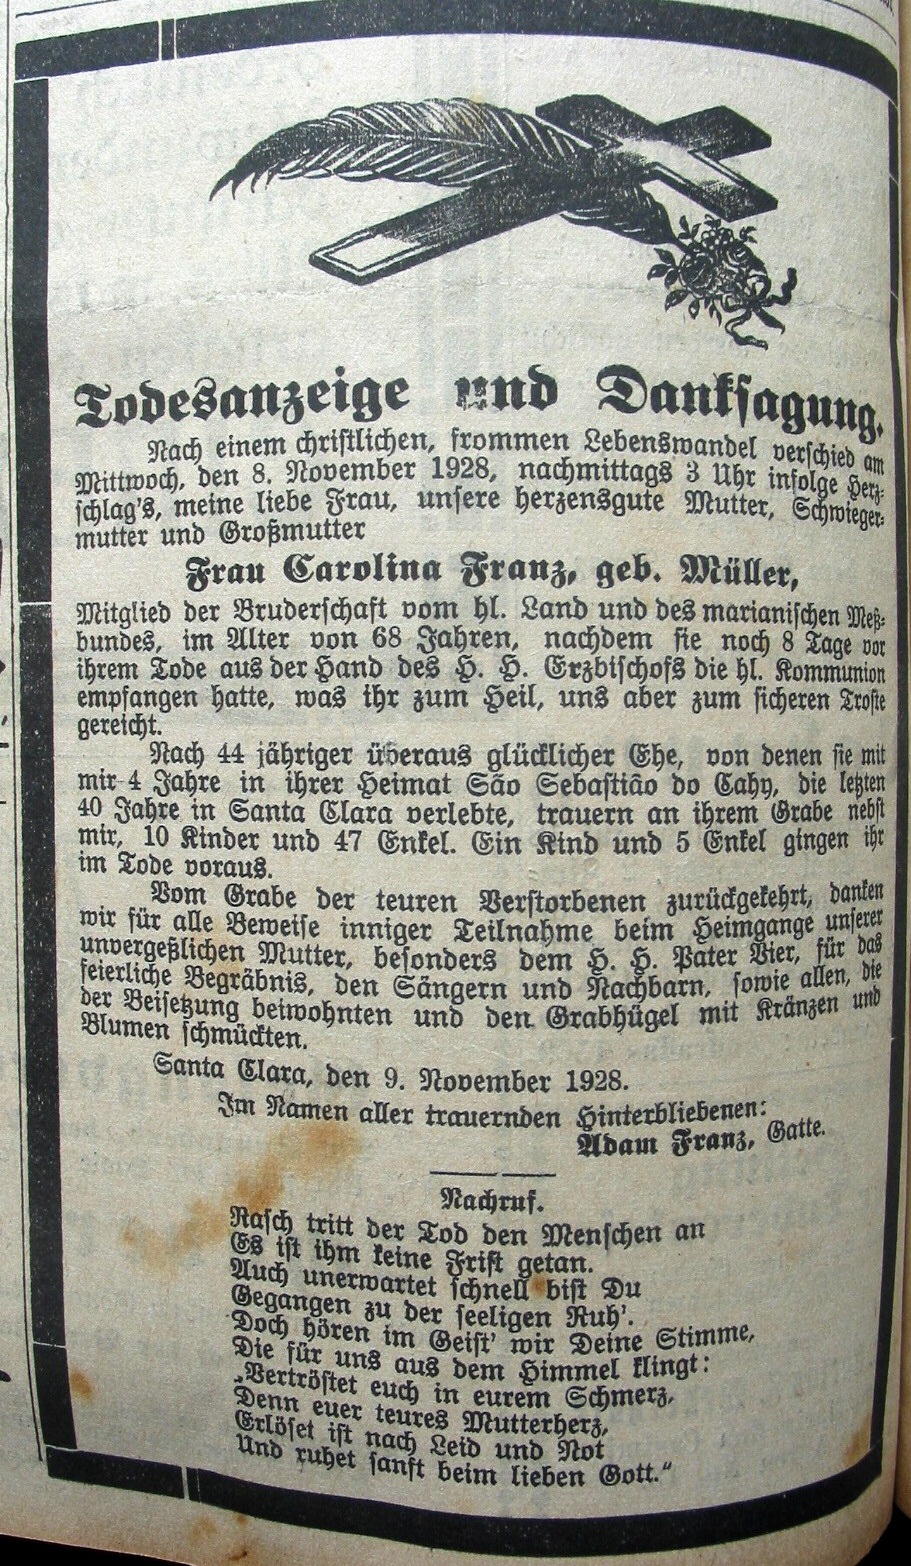 Todesanzeige und Danksagung.
Nach einem christlichen, frommen Lebenswandel verschied am
Mittwoch, den 8. November 1928, nachmittags 3 Uhr infolge Herz-
schlag's, meine liebe Frau, unsere herzensgute Mutter, Schwieger-
mutter und Großmutter
Frau Carolina Franz, geb. Müller,
Mitglied der Bruderschaft vom hl. Land und des marianischen Meß-
bundes, im Alter von 68 Jahren, nachdem sie noch 8 Tage vor
ihrem Tode aus der Hand des H. H. Erzbischofs die hl. Kommunion
empfangen hatte, was ihr zum Heil, uns aber zum sicheren Troste
gereicht.
Nach 44 jähriger überaus glücklicher Ehe, von denen sie mit
mir 4 Jahre in ihrer Heimat São Sebastião do Cahy, die letzten
40 Jahre in Santa Clara verlebte, trauern an ihrem Grabe nebst
mir, 10 Kinder und 47 Enkel. Ein Kind und 5 Enkel gingen ihr
im Tode voraus.
Vom Grabe der teuren Verstorbenen zurückgekehrt, danken
wir für alle Beweise inniger Teilnahme beim Heimgange unserer
unvergeßlichen Mutter, besonders dem H. H. Pater Vier, für das
feierliche Begräbnis, den Sängern und Nachbarn, sowie allen, die
der Beisetzung beiwohnten und den Grabhügel mit Kränzen und
Blumen schmückten.
Santa Clara, den 9. November 1928.
Im Namen aller trauernden Hinterbliebenen:
Adam Franz, Gatte.
Nachruf.
Rasch tritt der Tod den Menschen an
Es ist ihm keine Frist getan.
Auch unerwartet schnell bist Du
Gegangen zu der seeligen Ruh'.
Doch hören im Geist' wir Deine Stimme,
Die für uns aus dem Himmel klingt:
„Vertröstet euch in eurem Schmerz,
Denn euer teures Mutterherz,
Erlöset ist nach Leid und Not
Und ruhet sanft beim lieben Gott.“